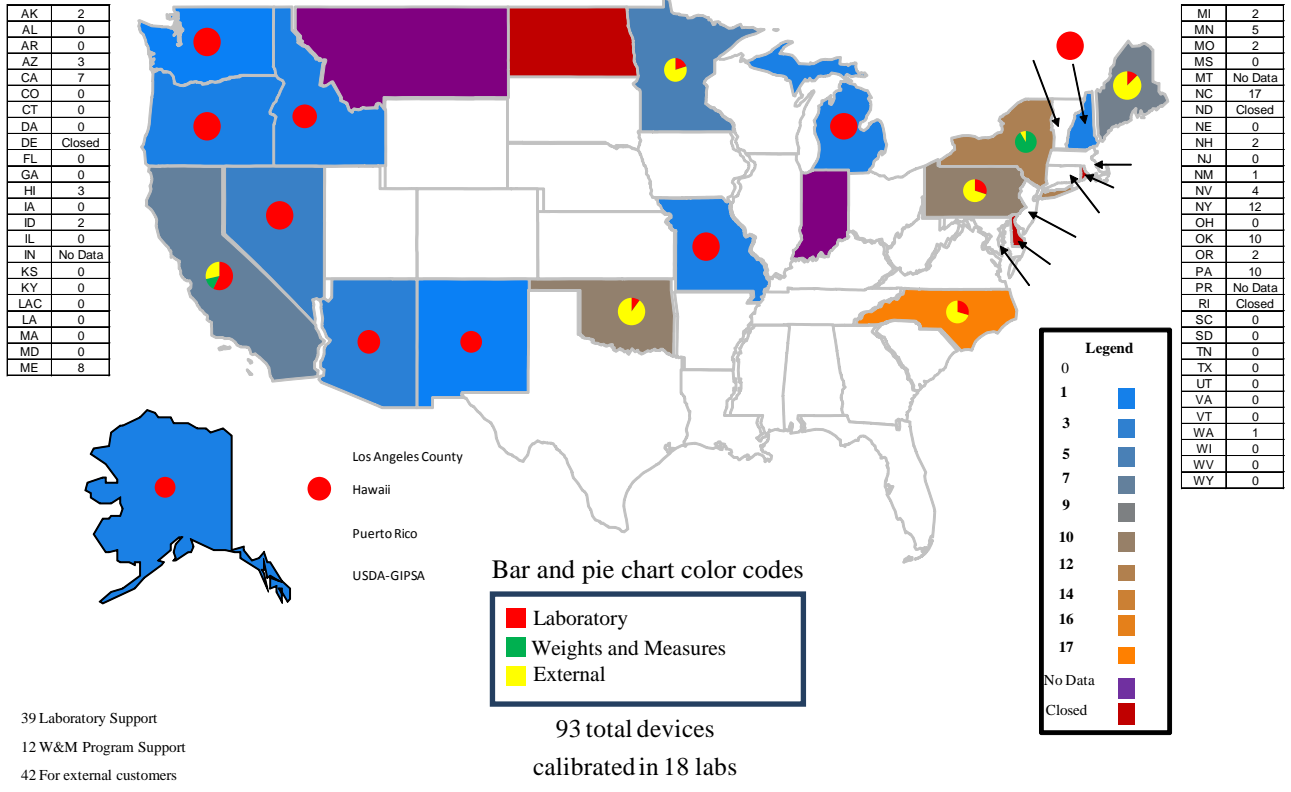 AK 2
AL 0
AR 0
AZ 3
CA 7
CO 0
CT 0
DA 0
DE Closed
FL 0
GA 0
HI 3
IA 0
ID 2
IL 0
IN No Data
KS 0
KY 0
LAC 0
LA 0
MA 0
MD 0
ME 8
MI 2
MN 5
MO 2
MS 0
MT No Data
NC 17
ND Closed
NE 0
NH 2
NJ 0
NM 1
NV 4
NY 12
OH 0
OK 10
OR 2
PA 10
PR No Data
RI Closed
SC 0
SD 0
TN 0
TX 0
UT 0
VA 0
VT 0
WA 1
WI 0
WV 0
WY 0
Legend
0
1
3
5
7
9
10
12
14
16
17
No Data
Closed
Los Angeles County
Hawaii
Puerto Rico
USDA-GIPSA
Bar and pie chart color codes
Laboratory
Weights and Measures
External
93 total devices
calibrated in 18 labs
39 Laboratory Support
12 W&M Program Support
42 For external customers